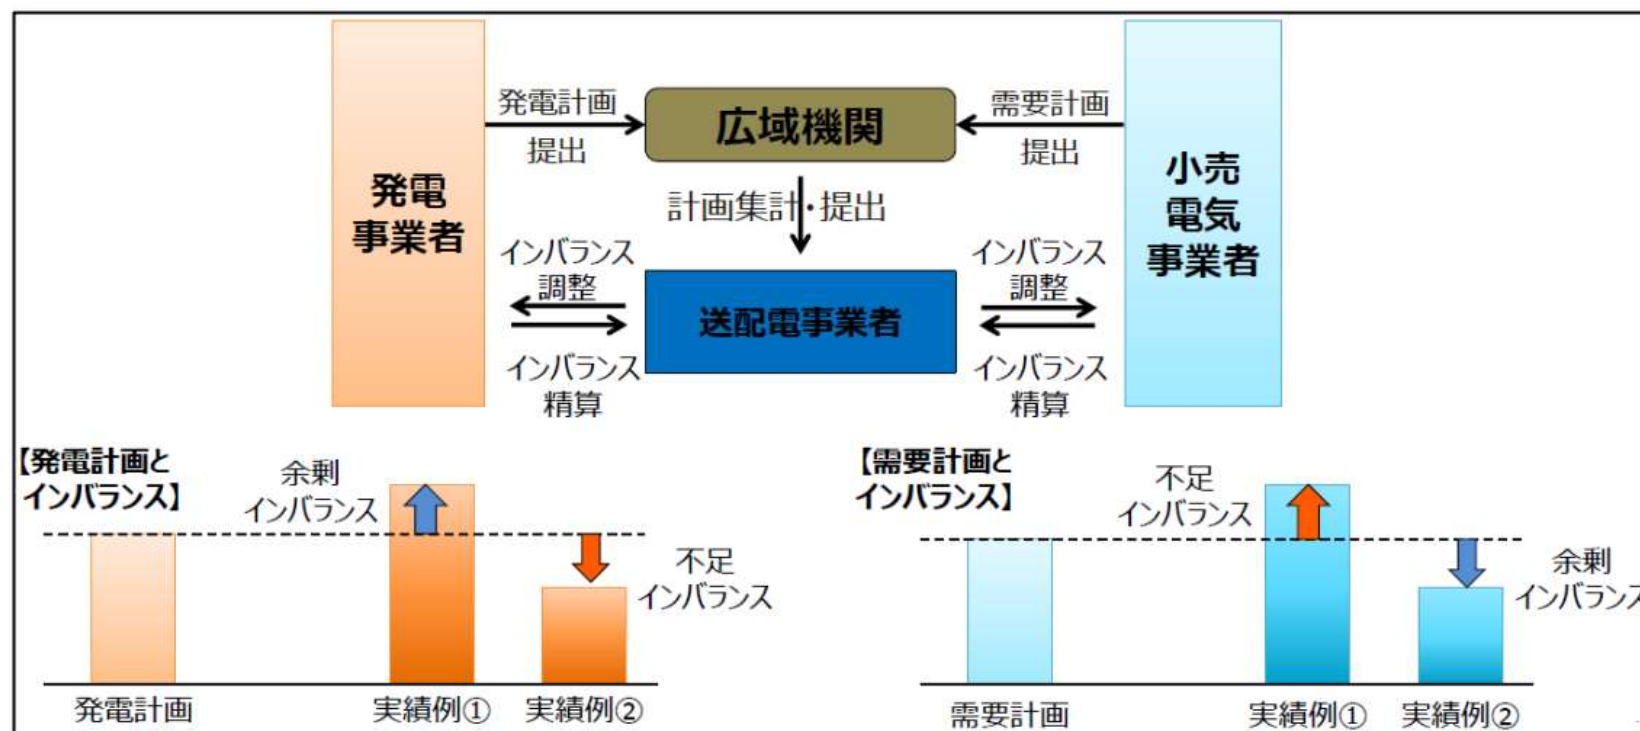 発電
事業者
発電計画
提出
広域機関
需要計画
提出
小売
電気
事業者
計画集計・提出
インバランス
調整
送配電事業者
インバランス
調整
インバランス
精算
インバランス
精算
【発電計画と
インバランス】
余剰
インバランス
不足
インバランス
発電計画
実績例①
実績例②
【需要計画と
インバランス】
不足
インバランス
余剰
インバランス
需要計画
実績例①
実績例②